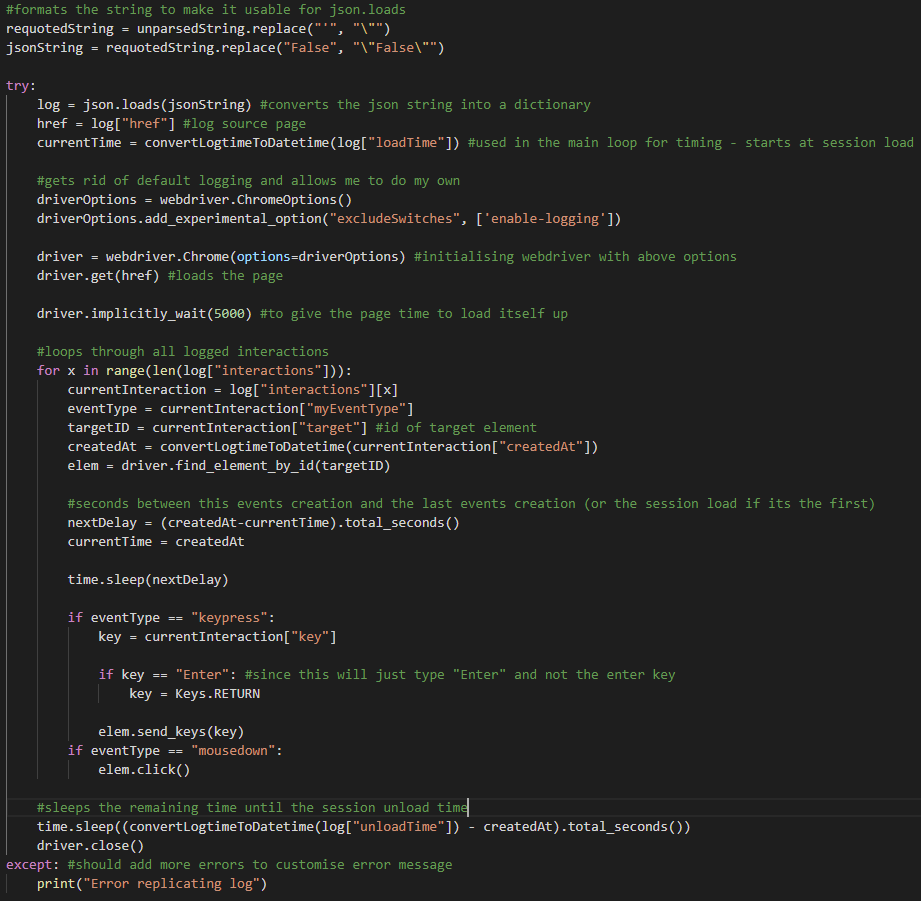 #formats the string to make it usable for json.loads
requotedString = unparsedString.replace("'", "\"")
jsonString = requotedString.replace("False", "\"False\"")
try:
log = json.loads(jsonString) #converts the json string into a dictionary
href = log["href"] #log source page
currentTime = convertLogtimeToDatetime(log["loadTime"]) #used in the main loop for timing - starts at session load
#gets rid of default logging and allows me to do my own
driverOptions = webdriver.ChromeOptions()
driverOptions.add_experimental_option("excludeSwitches", ['enable-logging'])
driver = webdriver.Chrome(options=driverOptions) #initialising webdriver with above options
driver.get(href) #loads the page
driver.implicitly_wait(5000) #to give the page time to load itself up
#loops through all logged interactions
for x in range(len(log["interactions"])):
currentInteraction = log["interactions"][x]
eventType = currentInteraction["myEventType"]
targetID = currentInteraction["target"] #id of target element
createdAt = convertLogtimeToDatetime(currentInteraction["createdAt"])
elem = driver.find_element_by_id(targetID)
#seconds between this events creation and the last events creation (or the session load if its the first)
nextDelay = (createdAt-currentTime).total_seconds()
currentTime = createdAt
time.sleep(nextDelay)
if eventType == "keypress":
key = currentInteraction["key"]
if key == "Enter": #since this will just type "Enter" and not the enter key
key = Keys.RETURN
elem.send_keys(key)
if eventType == "mousedown":
elem.click()
#sleeps the remaining time until the session unload time
time.sleep((convertLogtimeToDatetime(log["unloadTime"]) - createdAt).total_seconds())
driver.close()
except: #should add more errors to customise error message
print("Error replicating log")